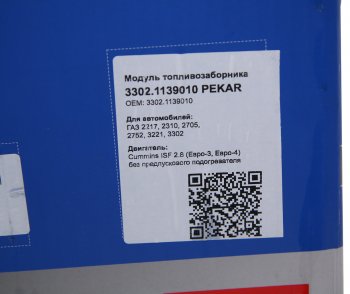 Модуль топливозаборника
3302.1139010 PEKAR
OEM: 3302.1139010
Для автомобилей:
ГАЗ 2217, 2310, 2705,
2752, 3221, 3302
Двигатель:
Cummins ISF 2.8 (Евро-3, Евро-4)
без предпускового подогревателя